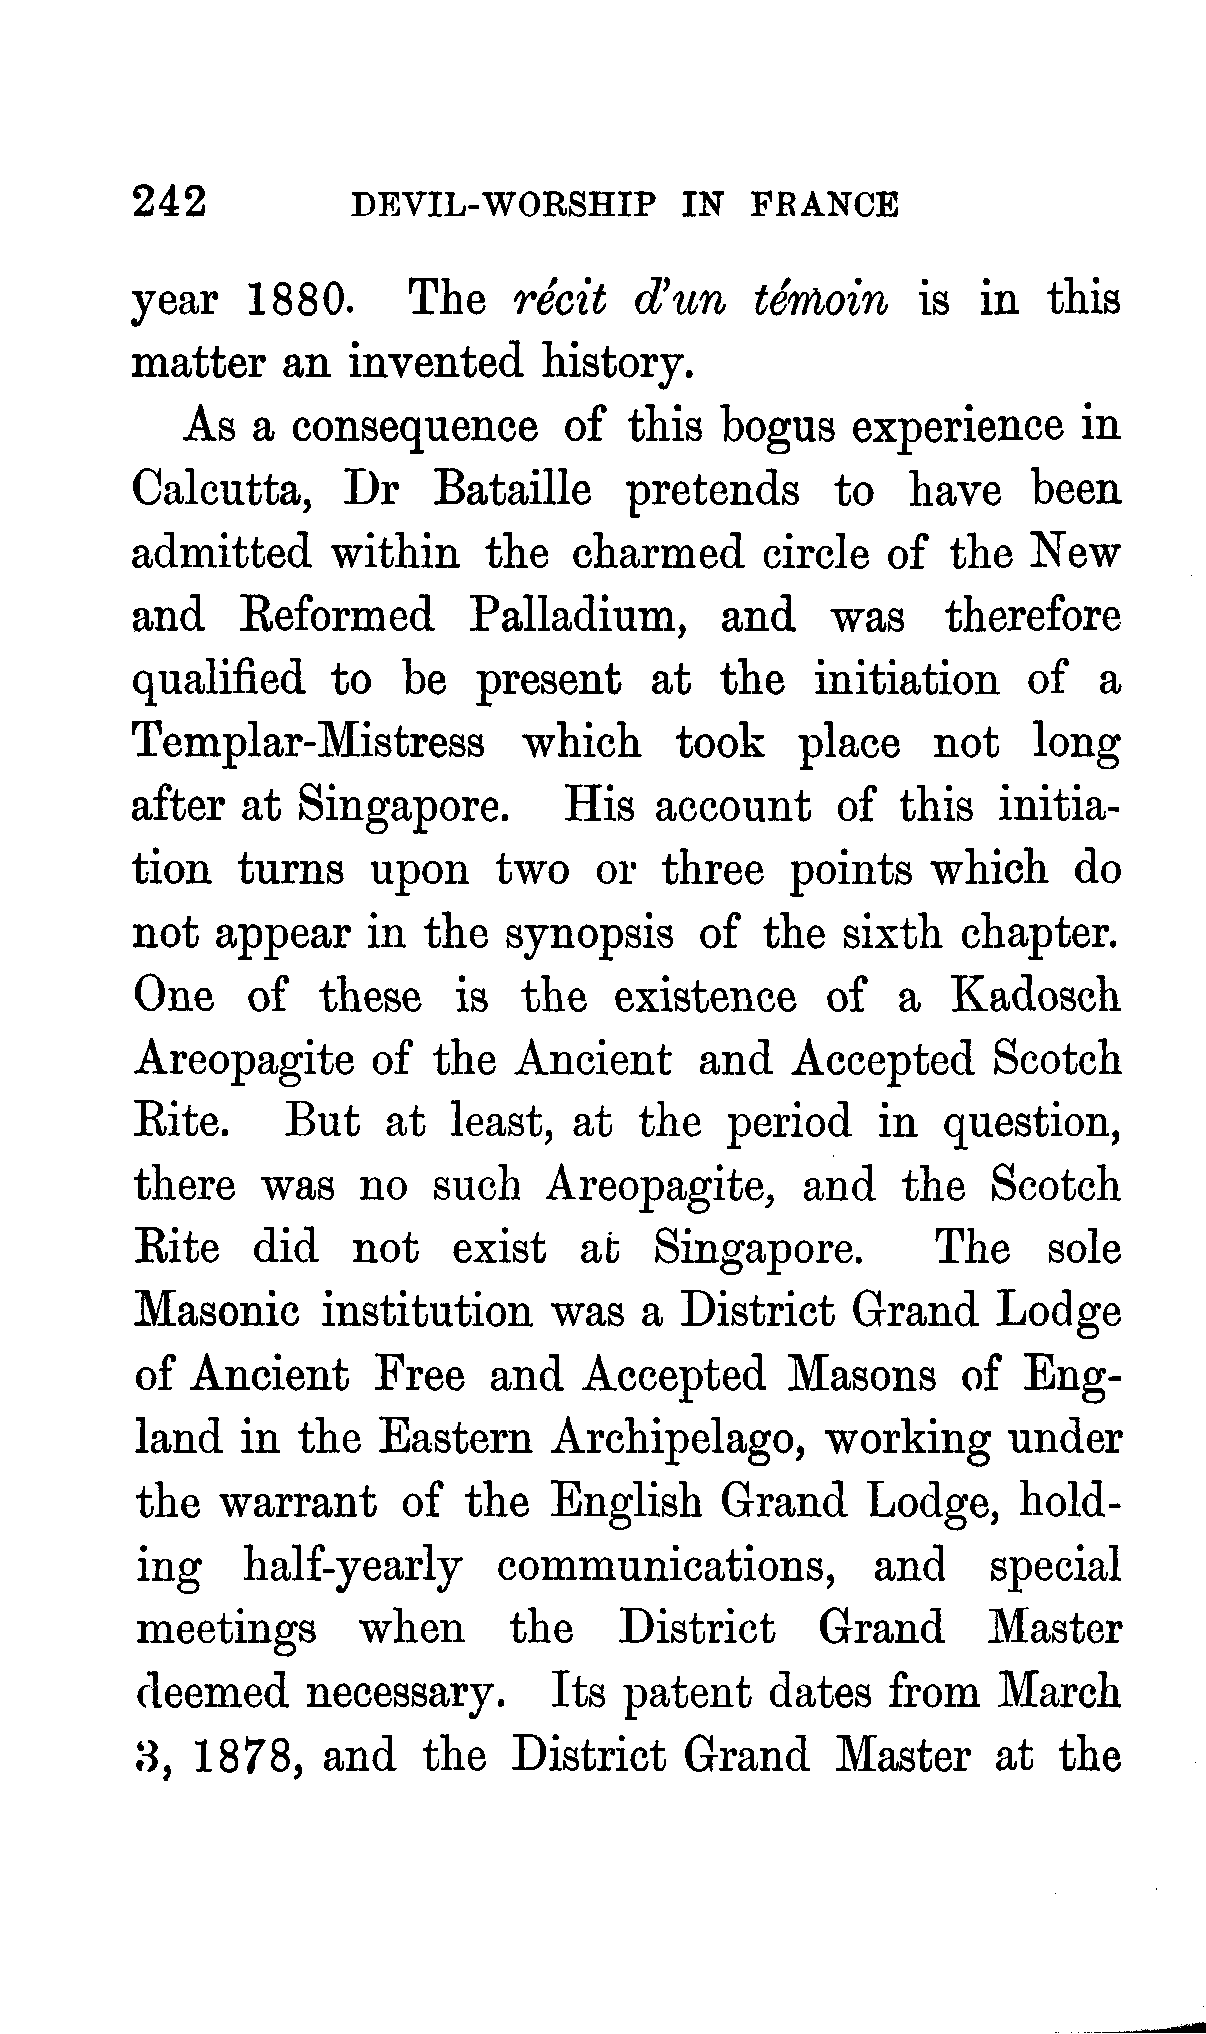 242 DEVIL-WORSHIP IN FRANCE
year 1880. The récit d'un témoin is in this
matter an invented history.
As a consequence of this bogus experience in
Calcutta, Dr Bataille pretends to have been
admitted within the charmed circle of the New
and Reformed Palladium, and was therefore
qualified to be present at the initiation of a
Templar-Mistress which took place not long
after at Singapore. His account of this initia-
tion turns upon two or three points which do
not appear in the synopsis of the sixth chapter.
One of these is the existence of a Kadosch
Areopagite of the Ancient and Accepted Scotch
Rite. But at least, at the period in question,
there was no such Areopagite, and the Scotch
Rite did not exist at Singapore. The sole
Masonic institution was a District Grand Lodge
of Ancient Free and Accepted Masons of Eng-
land in the Eastern Archipelago, working under
the warrant of the English Grand Lodge, hold-
ing half-yearly communications, and special
meetings when the District Grand Master
deemed necessary. Its patent dates from March
3, 1878, and the District Grand Master at the